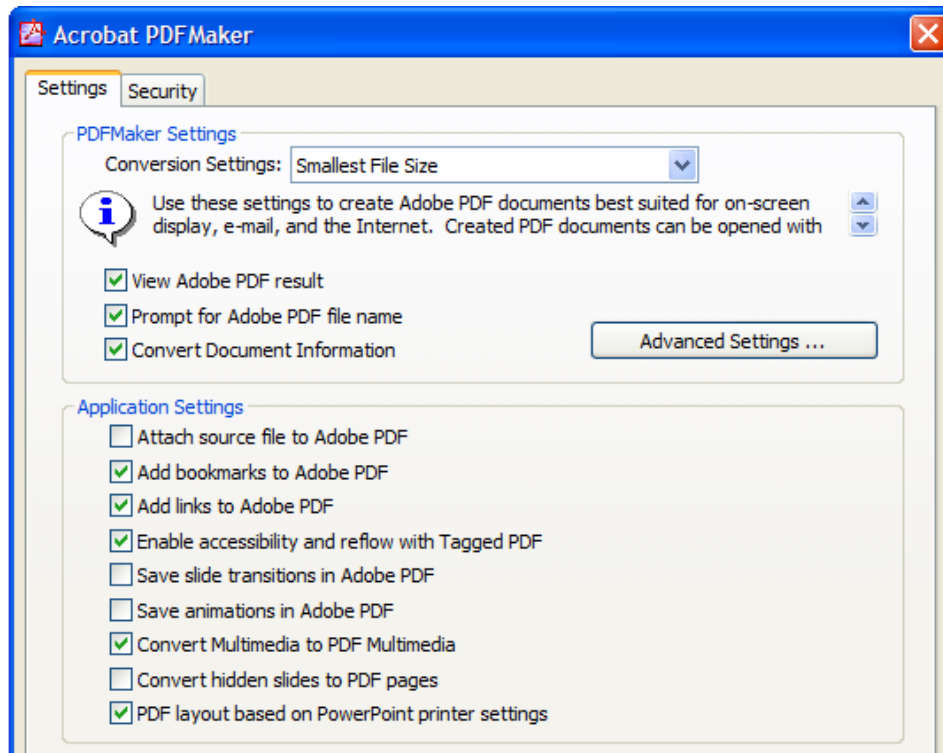 Acrobat PDFMaker
Settings
Security
PDFMaker Settings
Conversion Settings: Smallest File Size
Use these settings to create Adobe PDF documents best suited for on-screen
display, e-mail, and the Internet. Created PDF documents can be opened with
View Adobe PDF result
Prompt for Adobe PDF file name
Convert Document Information
Advanced Settings ...
Application Settings
Attach source file to Adobe PDF
Add bookmarks to Adobe PDF
Add links to Adobe PDF
Enable accessibility and reflow with Tagged PDF
Save slide transitions in Adobe PDF
Save animations in Adobe PDF
Convert Multimedia to PDF Multimedia
Convert hidden slides to PDF pages
PDF layout based on PowerPoint printer settings